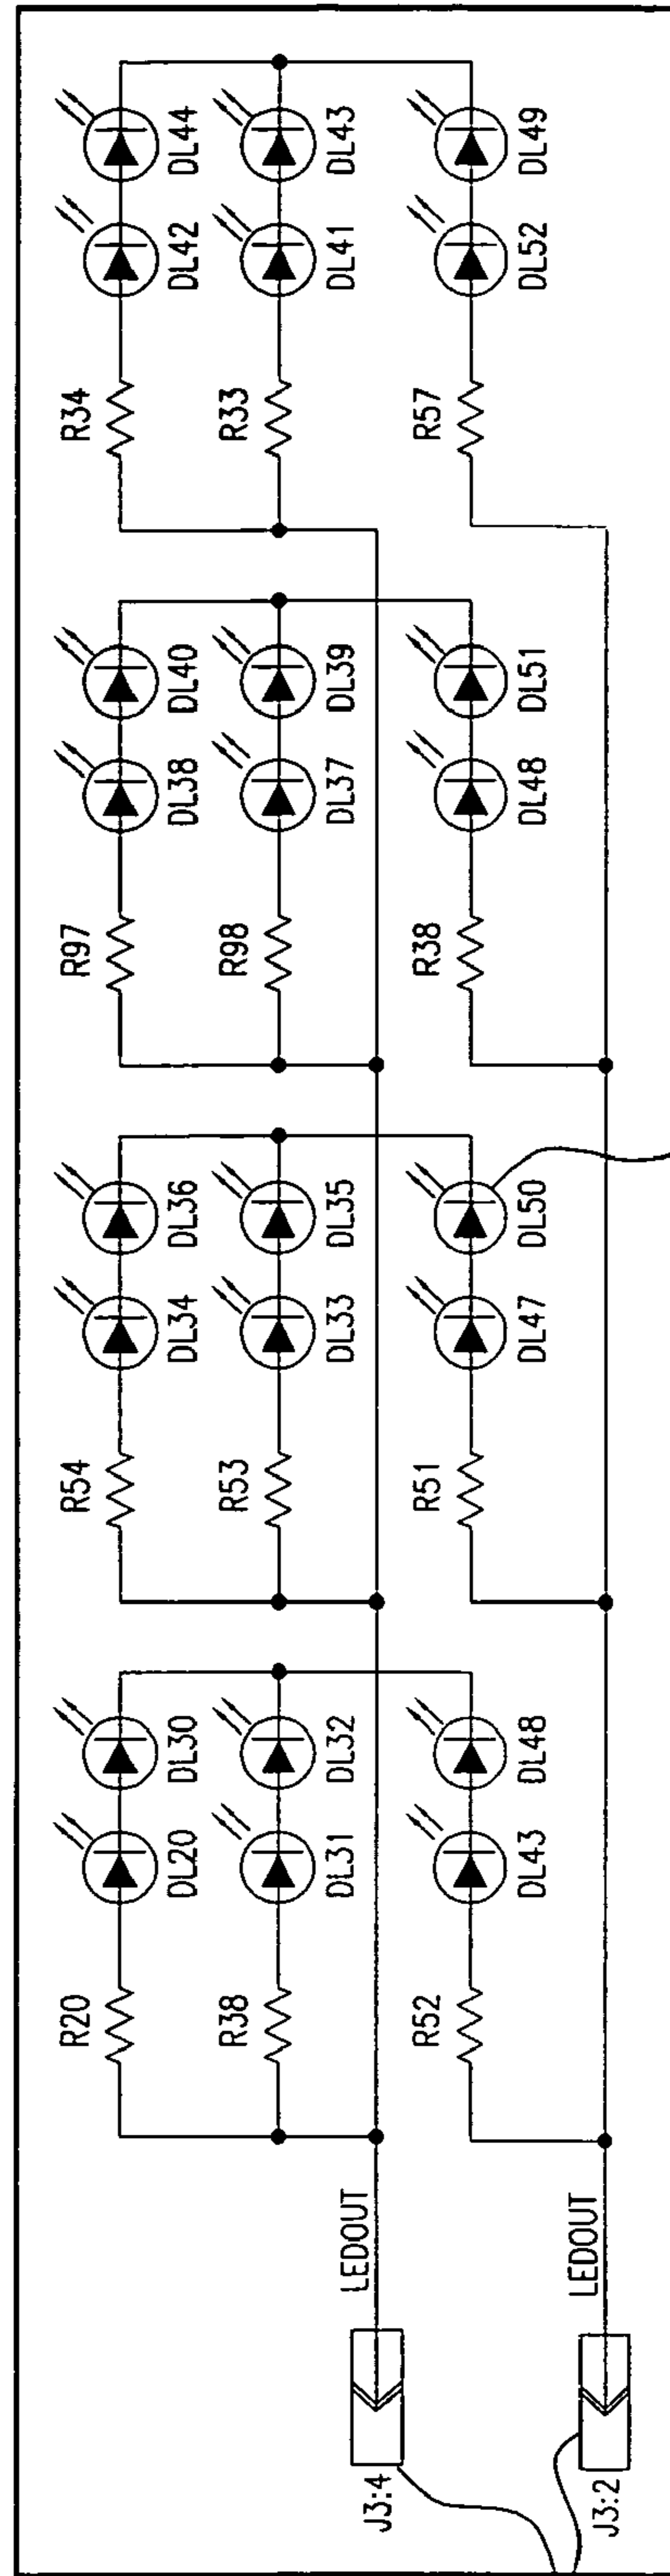 R20 R54 R97 R34
DL20 DL30 DL34 DL36 DL38 DL40 DL42 DL44
R38 R53 R98 R33
LEDOUT DL31 DL32 DL33 DL35 DL37 DL39 DL41 DL43
J3:4
R52 R51 R38 R57
DL43 DL48 DL47 DL50 DL48 DL51 DL52 DL49
LEDOUT
J3:2